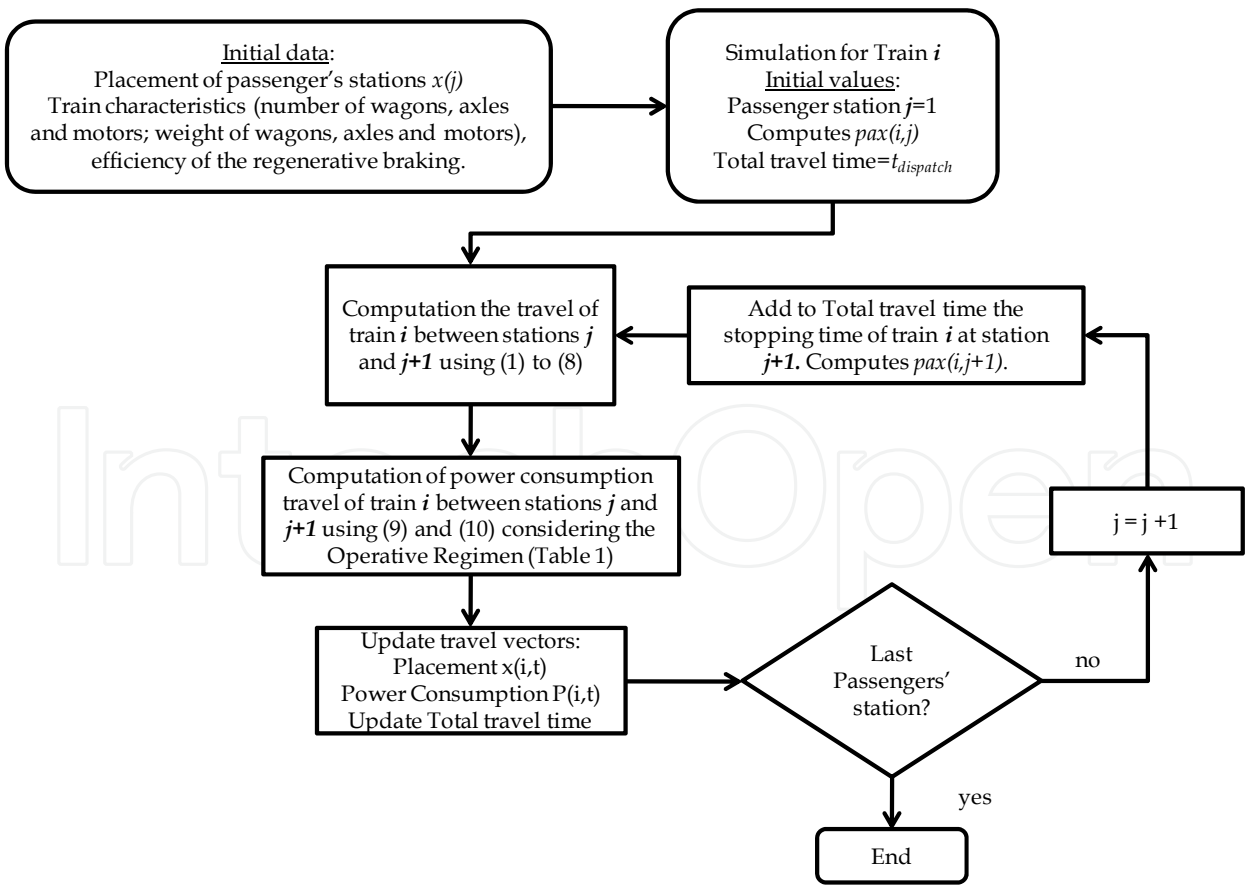 Initial data:
Placement of passenger's stations x(j)
Train characteristics (number of wagons, axles
and motors; weight of wagons, axles and motors),
efficiency of the regenerative braking.
Simulation for Train i
Initial values:
Passenger station j=1
Computes pax(i,j)
Total travel time=t_dispatch
Computation the travel of
train i between stations j
and j+1 using (1) to (8)
Add to Total travel time the
stopping time of train i at station
j+1. Computes pax(i,j+1).
Computation of power consumption
travel of train i between stations j and
j+1 using (9) and (10) considering the
Operative Regimen (Table 1)
j = j +1
Update travel vectors:
Placement x(i,t)
Power Consumption P(i,t)
Update Total travel time
Last
Passengers'
station?
no
yes
End
IntechOpen